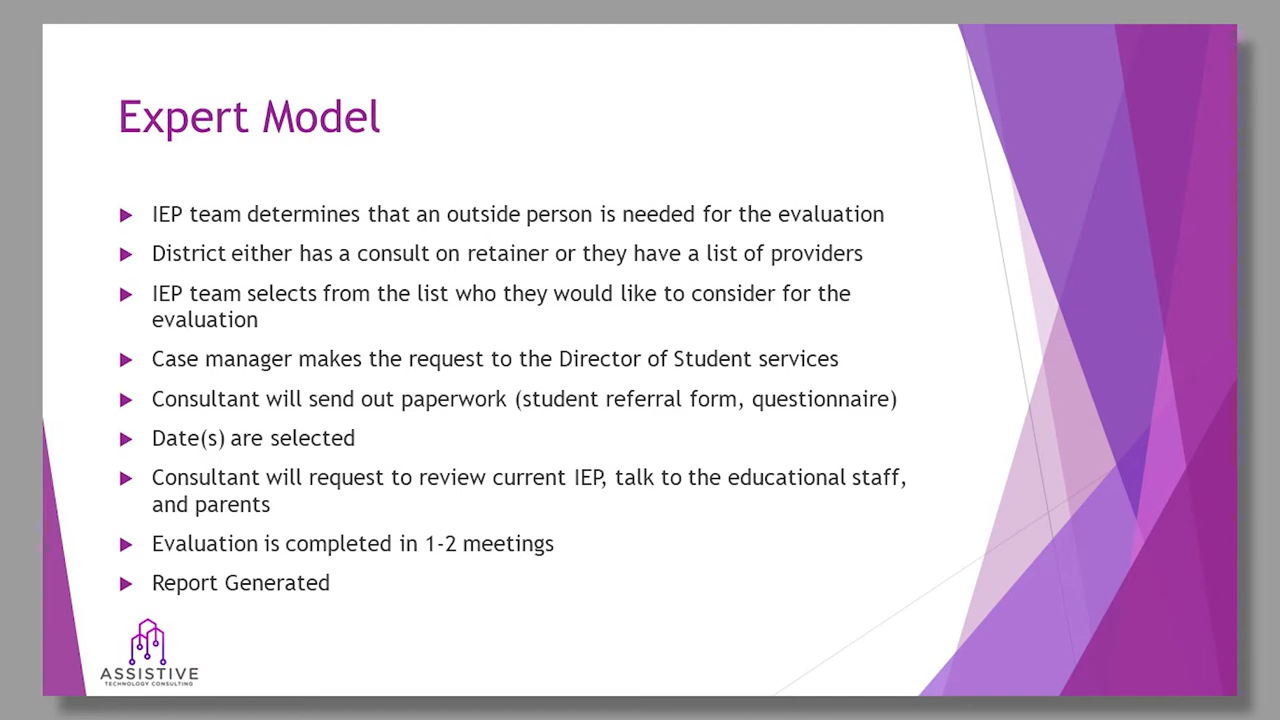 Expert Model
IEP team determines that an outside person is needed for the evaluation
District either has a consult on retainer or they have a list of providers
IEP team selects from the list who they would like to consider for the
evaluation
Case manager makes the request to the Director of Student services
Consultant will send out paperwork (student referral form, questionnaire)
Date(s) are selected
Consultant will request to review current IEP, talk to the educational staff,
and parents
Evaluation is completed in 1-2 meetings
Report Generated
ASSISTIVE
TECHNOLOGY CONSULTING